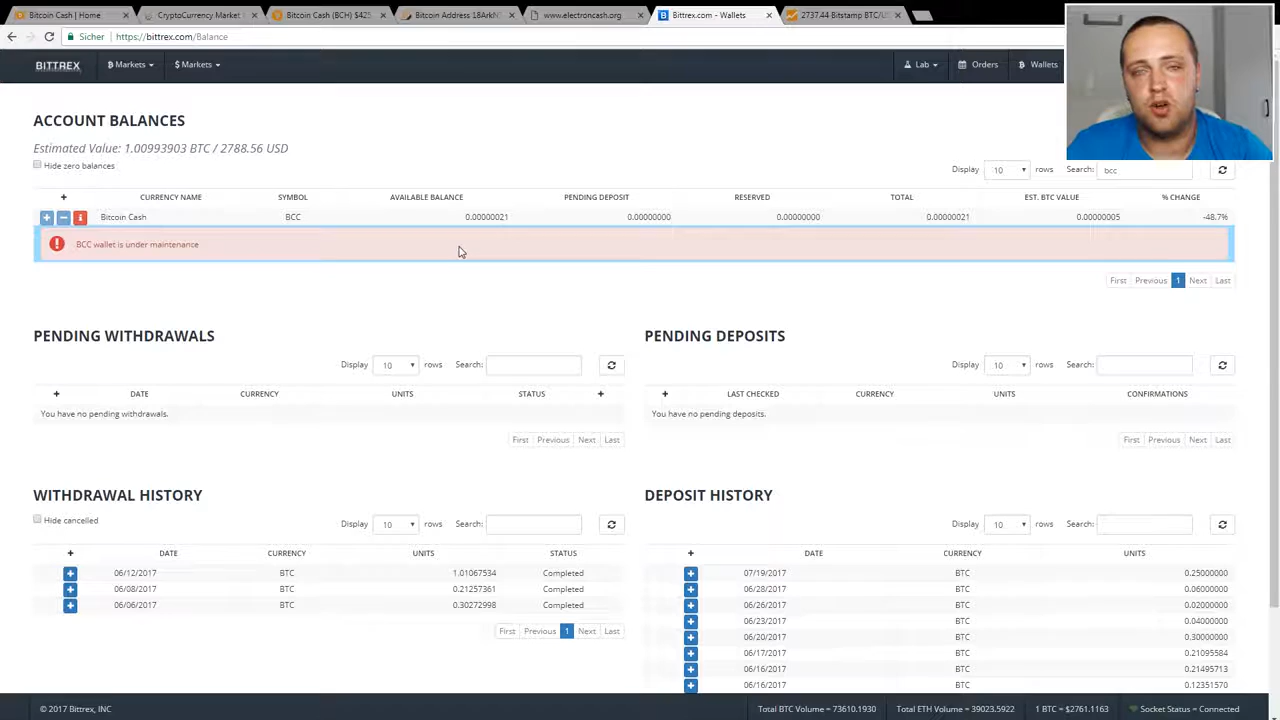 Bitcoin Cash | Home
CryptoCurrency Market
Bitcoin Cash (BCH) $425
Bitcoin Address 18ArkN
www.electroncash.org
Bittrex.com - Wallets
2737.44 Bitstamp BTC/US
Sicher
https://bittrex.com/Balance
BITTREX
Ƀ Markets
$ Markets
Lab
Orders
Ƀ Wallets
ACCOUNT BALANCES
Estimated Value: 1.00993903 BTC / 2788.56 USD
Hide zero balances
Display 10 rows Search: bcc
+ CURRENCY NAME SYMBOL AVAILABLE BALANCE PENDING DEPOSIT RESERVED TOTAL EST. BTC VALUE % CHANGE
Bitcoin Cash BCC 0.00000021 0.00000000 0.00000000 0.00000021 0.00000005 -48.7%
BCC wallet is under maintenance
First Previous 1 Next Last
PENDING WITHDRAWALS
Display 10 rows Search:
+ DATE CURRENCY UNITS STATUS +
You have no pending withdrawals.
First Previous Next Last
PENDING DEPOSITS
Display 10 rows Search:
+ LAST CHECKED CURRENCY UNITS CONFIRMATIONS
You have no pending deposits.
First Previous Next Last
WITHDRAWAL HISTORY
Hide cancelled
Display 10 rows Search:
+ DATE CURRENCY UNITS STATUS
06/12/2017 BTC 1.01067534 Completed
06/08/2017 BTC 0.21257361 Completed
06/06/2017 BTC 0.30272998 Completed
First Previous 1 Next Last
DEPOSIT HISTORY
Display 10 rows Search:
+ DATE CURRENCY UNITS
07/19/2017 BTC 0.25000000
06/28/2017 BTC 0.06000000
06/26/2017 BTC 0.02000000
06/23/2017 BTC 0.04000000
06/20/2017 BTC 0.30000000
06/17/2017 BTC 0.21095584
06/16/2017 BTC 0.21495713
06/16/2017 BTC 0.12351570
© 2017 Bittrex, INC
Total BTC Volume = 73610.1930
Total ETH Volume = 39023.5922
1 BTC = $2761.1163
Socket Status = Connected